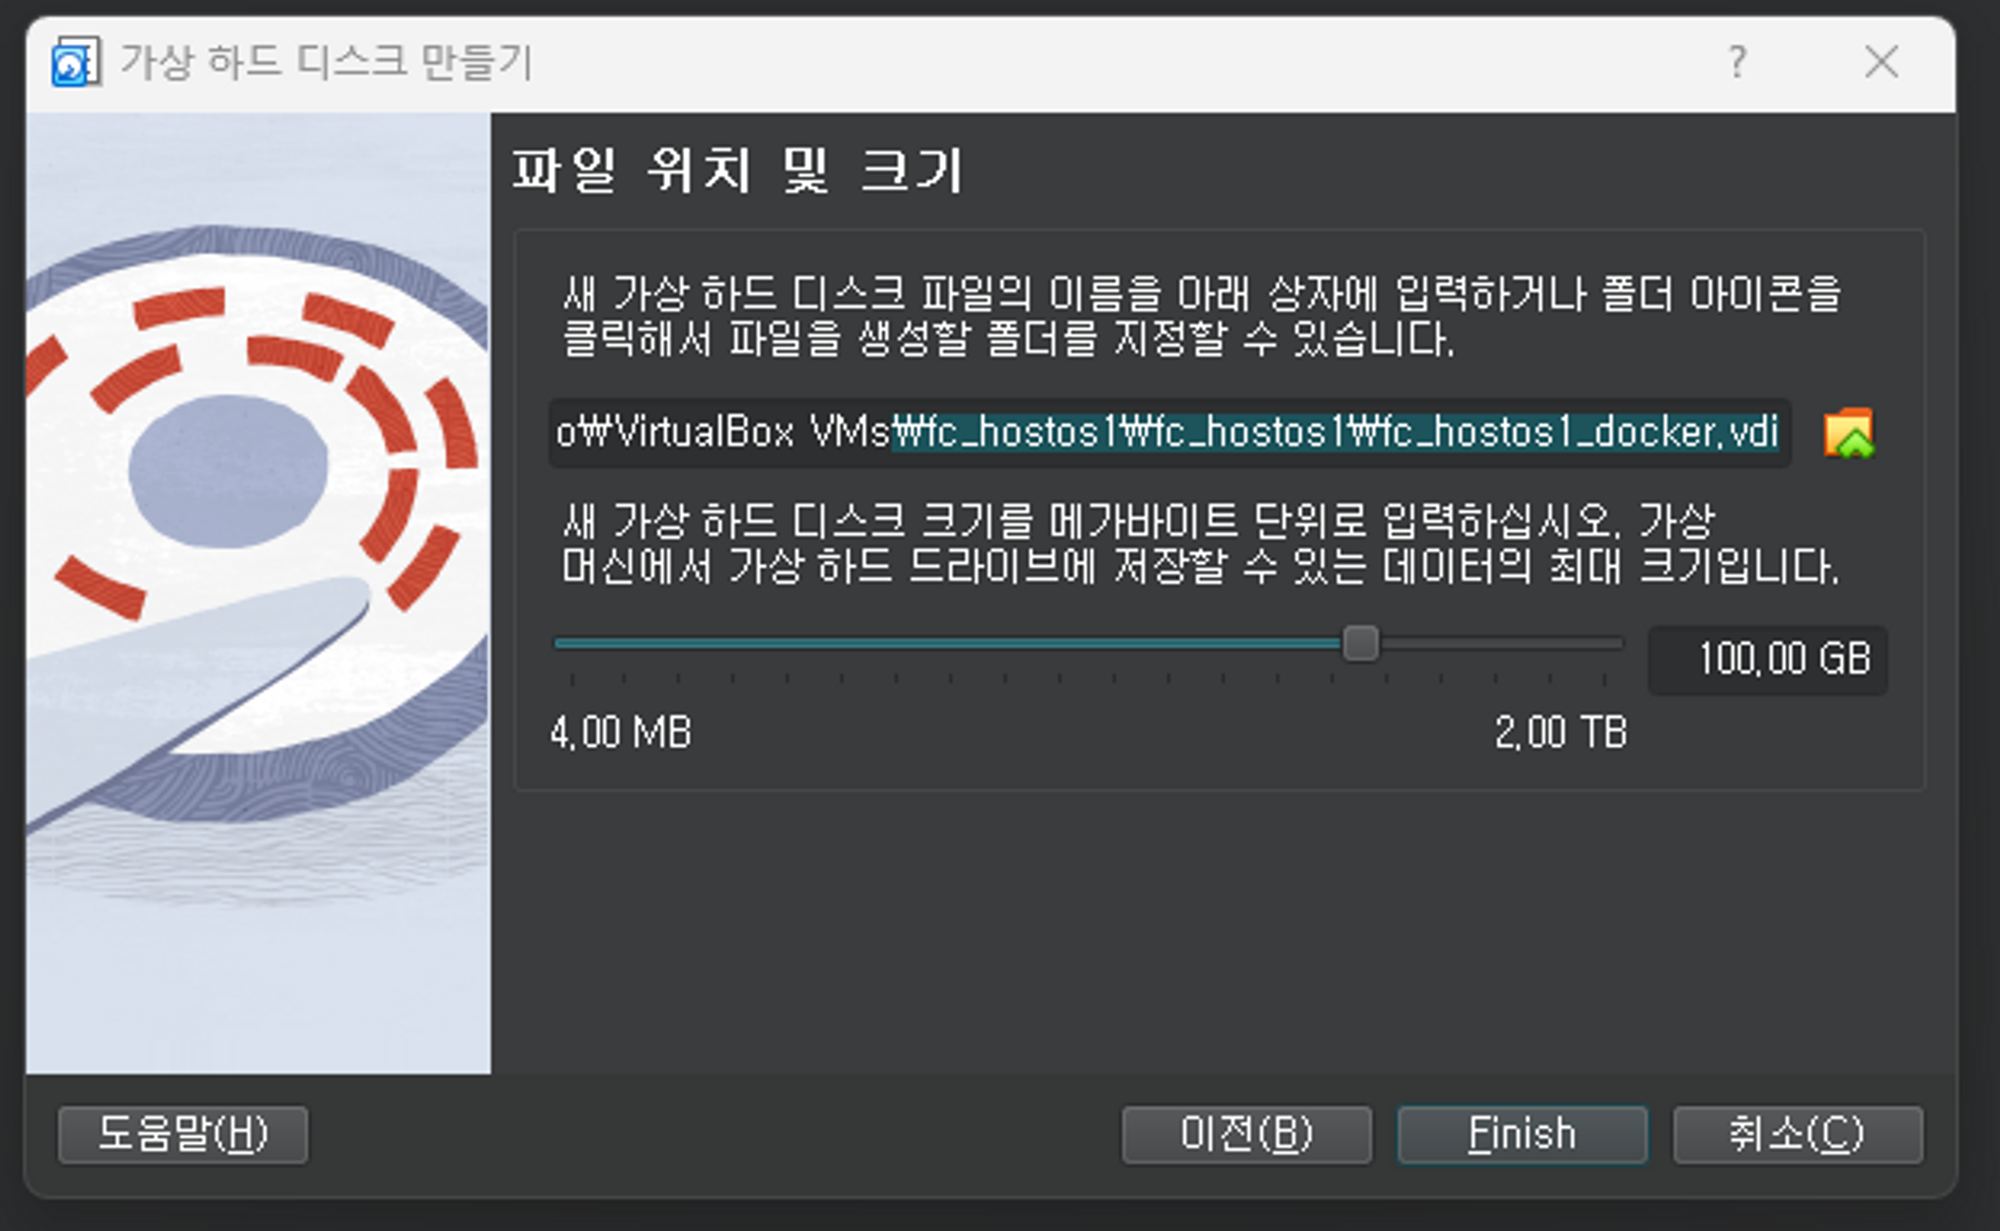 가상 하드 디스크 만들기
?
파일 위치 및 크기
새 가상 하드 디스크 파일의 이름을 아래 상자에 입력하거나 폴더 아이콘을
클릭해서 파일을 생성할 폴더를 지정할 수 있습니다.
o₩VirtualBox VMs₩fc_hostos1₩fc_hostos1₩fc_hostos1_docker.vdi
새 가상 하드 디스크 크기를 메가바이트 단위로 입력하십시오. 가상
머신에서 가상 하드 드라이브에 저장할 수 있는 데이터의 최대 크기입니다.
100.00 GB
4.00 MB 2.00 TB
도움말(H) 이전(B) Finish 취소(C)